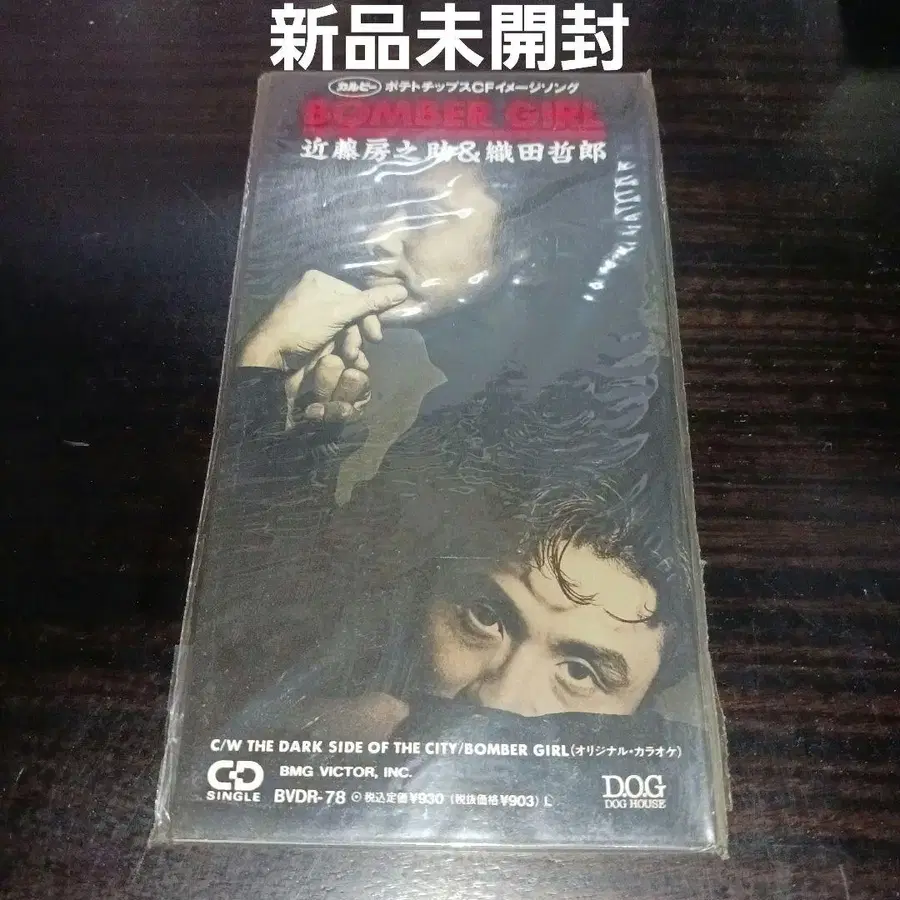 新品未開封
カルビー ポテトチップスCFイメージソング
BOMBER GIRL
近藤房之助&織田哲郎
C/W THE DARK SIDE OF THE CITY/BOMBER GIRL(オリジナル・カラオケ)
CD SINGLE
BMG VICTOR, INC.
BVDR-78 税込定価¥930 (税抜価格¥903) L
D.O.G
DOG HOUSE